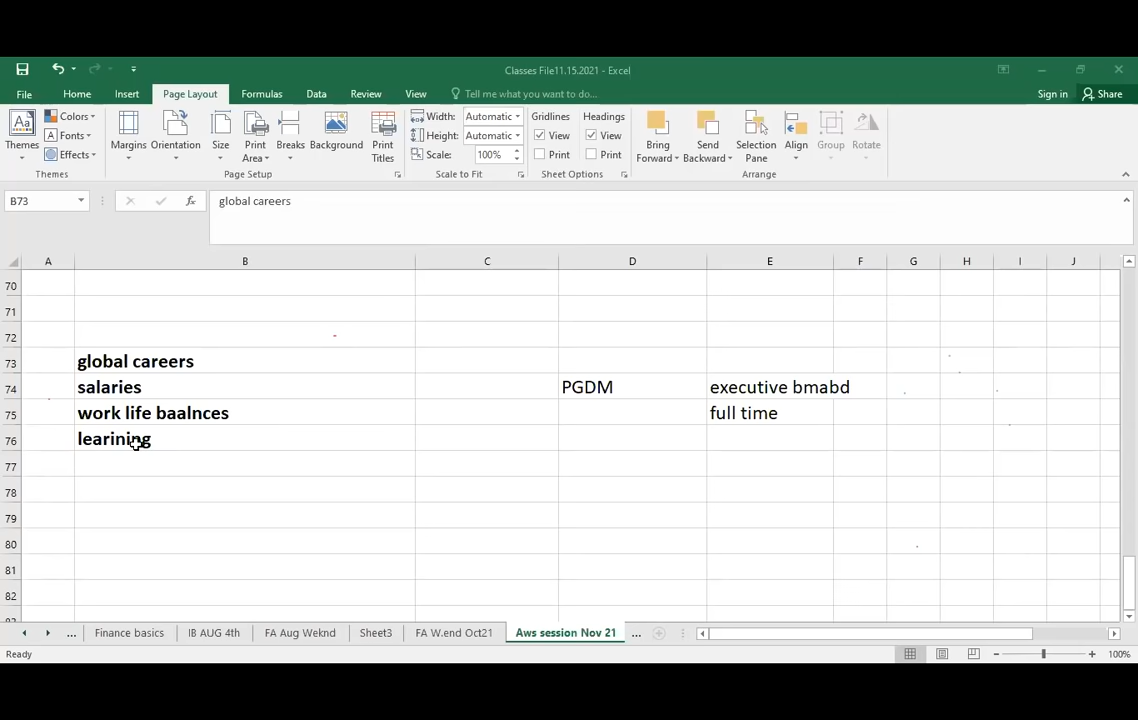 Classes File11.15.2021 - Excel
File Home Insert Page Layout Formulas Data Review View Tell me what you want to do... Sign in Share
Themes Colors Fonts Effects Themes
Margins Orientation Size Print Area Breaks Background Print Titles Page Setup
Width: Automatic
Height: Automatic
Scale: 100%
Scale to Fit
Gridlines View Print
Headings View Print
Sheet Options
Bring Forward Send Backward Selection Pane Align Group Rotate Arrange
B73 fx global careers
A B C D E F G H I J
70
71
72
73 global careers
74 salaries PGDM executive bmabd
75 work life baalnces full time
76 learining
77
78
79
80
81
82
... Finance basics IB AUG 4th FA Aug Weknd Sheet3 FA W.end Oct21 Aws session Nov 21 ...
Ready 100%